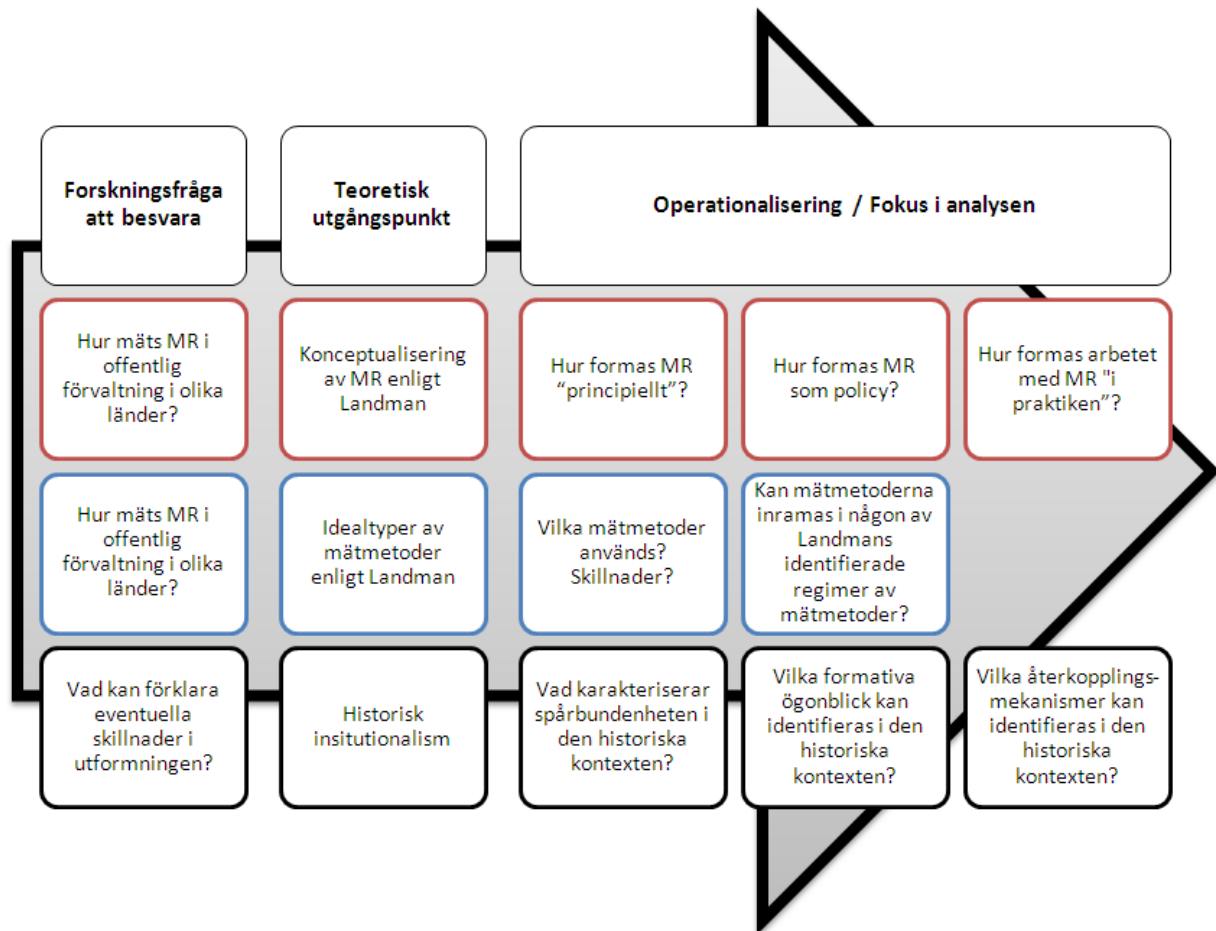 Forskningsfråga
att besvara
Teoretisk
utgångspunkt
Operationalisering / Fokus i analysen
Hur mäts MR i
offentlig
förvaltning i olika
länder?
Konceptualisering
av MR enligt
Landman
Hur formas MR
“principiellt”?
Hur formas MR
som policy?
Hur formas arbetet
med MR "i
praktiken”?
Hur mäts MR i
offentlig
förvaltning i olika
länder?
Idealtyper av
mätmetoder
enligt Landman
Vilka mätmetoder
används?
Skillnader?
Kan mätmetoderna
inramas i någon av
Landmans
identifierade
regimer av
mätmetoder?
Vad kan förklara
eventuella
skillnader i
utformningen?
Historisk
insitutionalism
Vad karakteriserar
spårbundenheten i
den historiska
kontexten?
Vilka formativa
ögonblick kan
identifieras i den
historiska
kontexten?
Vilka återkopplings-
mekanismer kan
identifieras i den
historiska
kontexten?